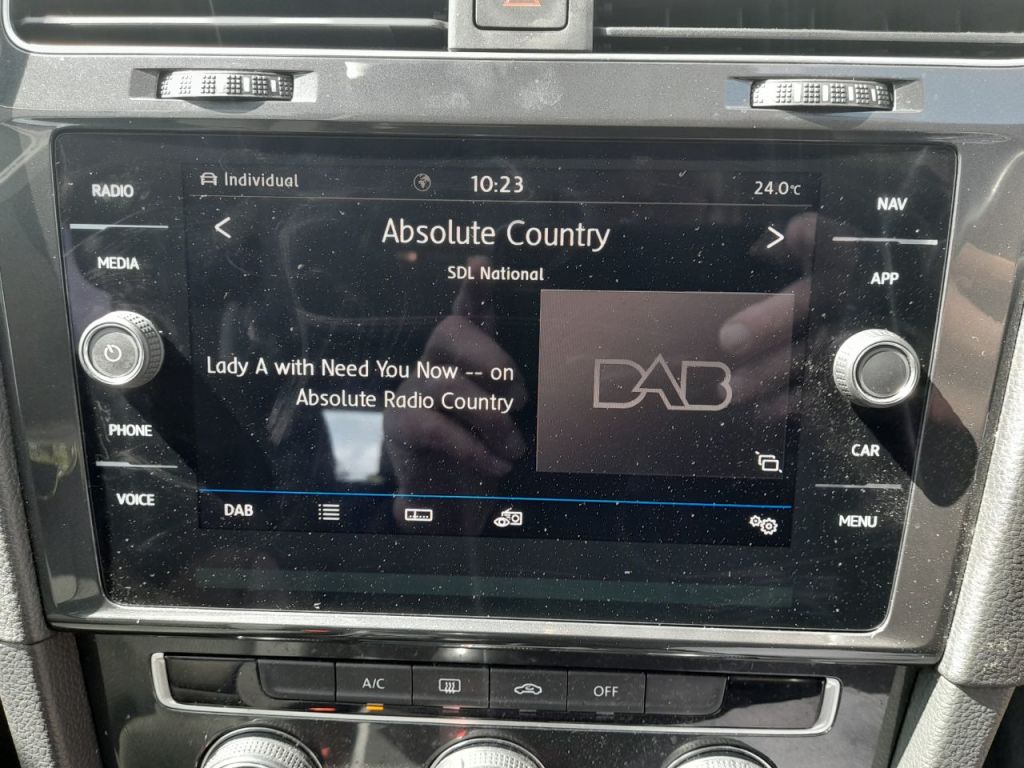 RADIO
MEDIA
PHONE
VOICE
Individual
10:23
24.0°C
<
Absolute Country
>
SDL National
Lady A with Need You Now -- on
Absolute Radio Country
DAB
DAB
NAV
APP
CAR
MENU
A/C
OFF